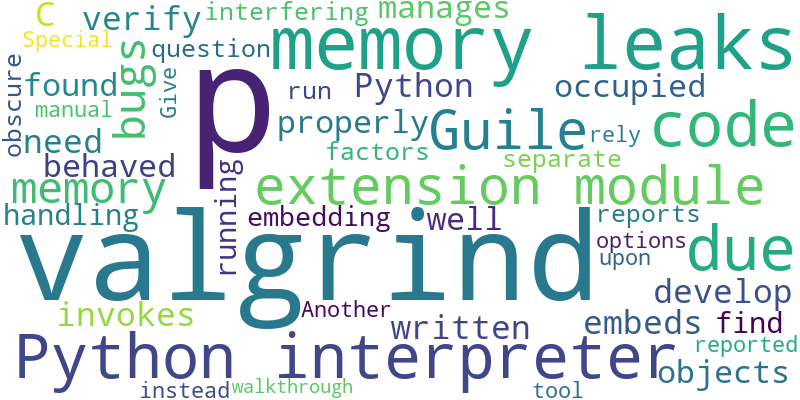 C
interfering
manages
verify
Special
memory leaks
question
bugs
obscure
found
Give
p
run
Python
occupied
manual
need
properly
Guile
rely
code
factors
behaved
separate
memory
running
extension module
handling
embedding
well
reports
valgrind
options
due
upon
develop
invokes
Another
written
embeds
find
Python interpreter
reported
objects
instead
walkthrough
tool